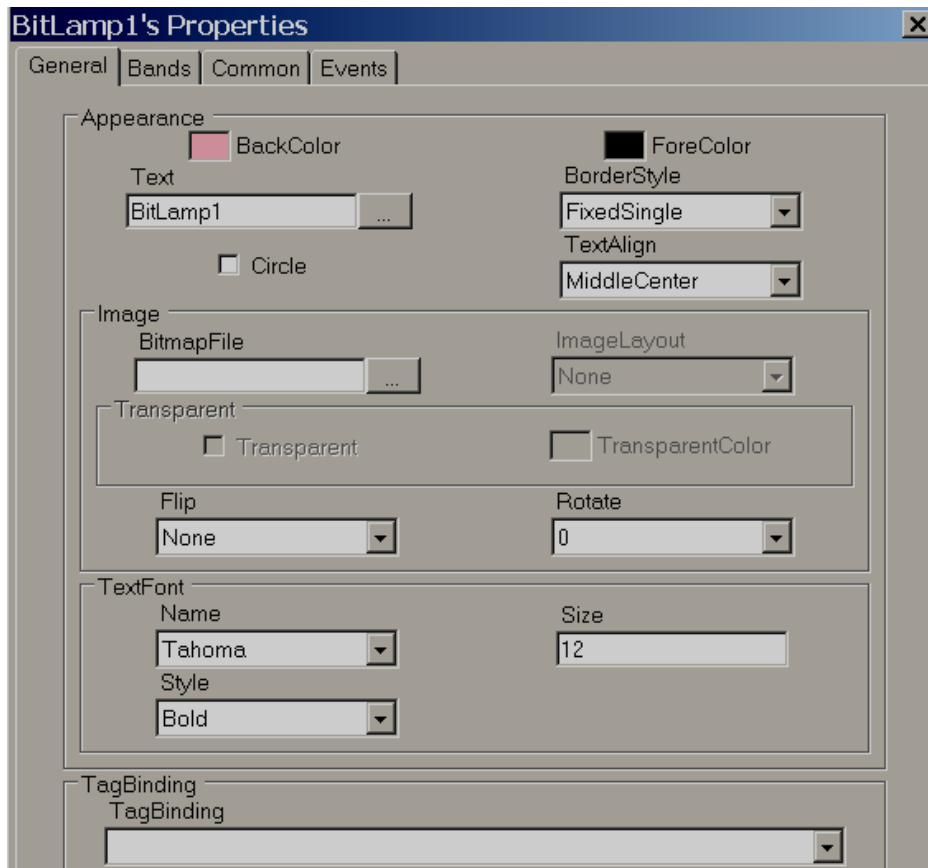 BitLamp1's Properties
General Bands Common Events
Appearance
BackColor ForeColor
Text BorderStyle
BitLamp1 ... FixedSingle
TextAlign
Circle MiddleCenter
Image
BitmapFile ImageLayout
... None
Transparent
Transparent TransparentColor
Flip Rotate
None 0
TextFont
Name Size
Tahoma 12
Style
Bold
TagBinding
TagBinding